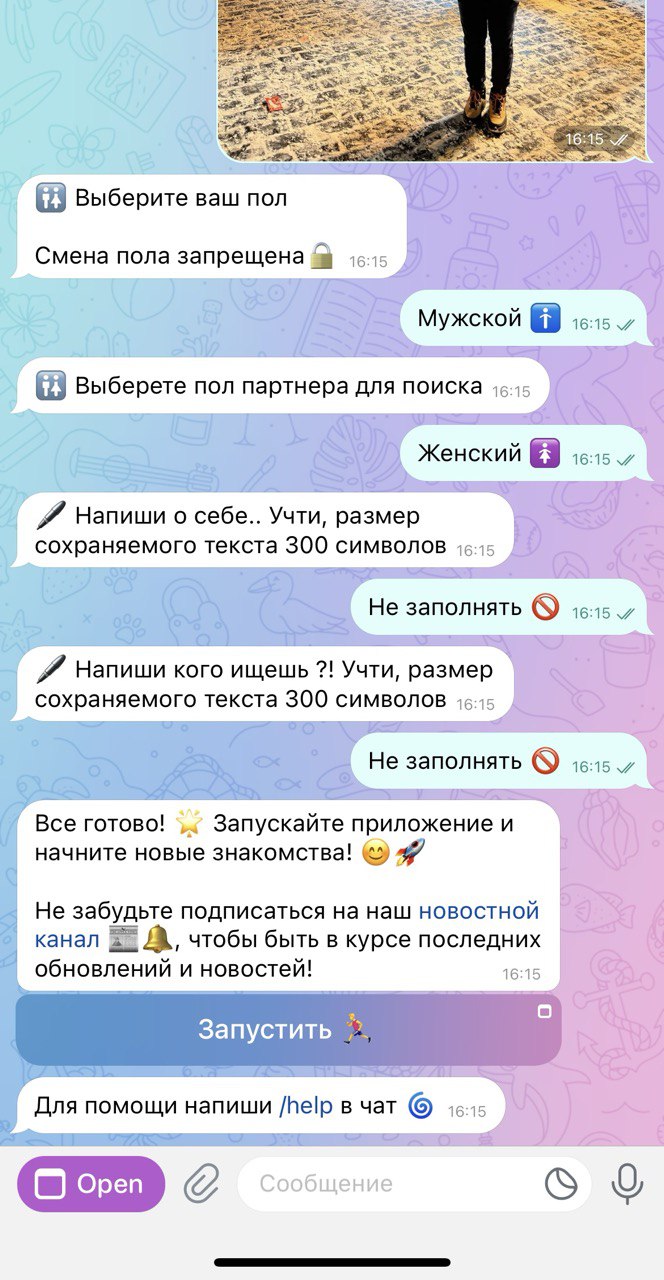 16:15
🚻 Выберите ваш пол
Смена пола запрещена🔒 16:15
Мужской 🚹 16:15
🚻 Выберете пол партнера для поиска 16:15
Женский 🚺 16:15
🖊 Напиши о себе.. Учти, размер
сохраняемого текста 300 символов 16:15
Не заполнять 🚫 16:15
🖊 Напиши кого ищешь ?! Учти, размер
сохраняемого текста 300 символов 16:15
Не заполнять 🚫 16:15
Все готово! 🌟 Запускайте приложение и
начните новые знакомства! 😊🚀
Не забудьте подписаться на наш новостной
канал 📰🔔, чтобы быть в курсе последних
обновлений и новостей! 16:15
Запустить 🏃
Для помощи напиши /help в чат 🌀 16:15
Open Сообщение